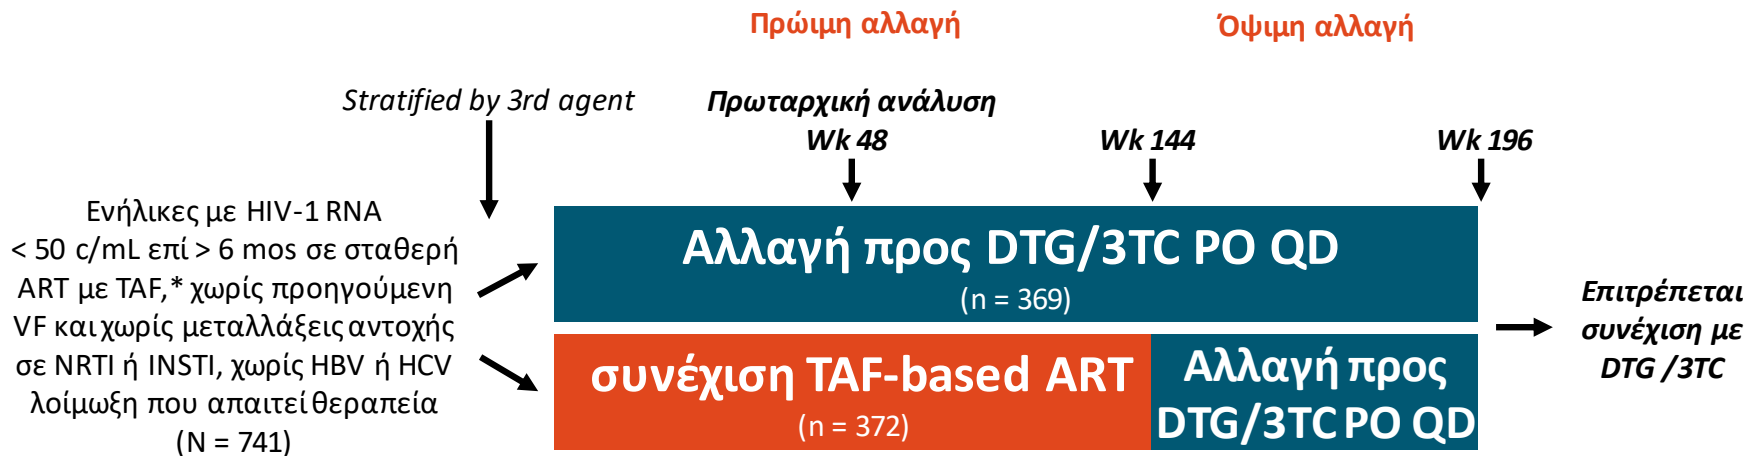 Πρώιμη αλλαγή
Όψιμη αλλαγή
Stratified by 3rd agent
Πρωταρχική ανάλυση
Wk 48
Wk 144
Wk 196
Ενήλικες με HIV-1 RNA
< 50 c/mL επί > 6 mos σε σταθερή
ART με TAF,* χωρίς προηγούμενη
VF και χωρίς μεταλλάξεις αντοχής
σε NRTI ή INSTI, χωρίς HBV ή HCV
λοίμωξη που απαιτεί θεραπεία
(N = 741)
Αλλαγή προς DTG/3TC PO QD
(n = 369)
συνέχιση TAF-based ART
(n = 372)
Αλλαγή προς
DTG/3TC PO QD
Επιτρέπεται
συνέχιση με
DTG /3TC